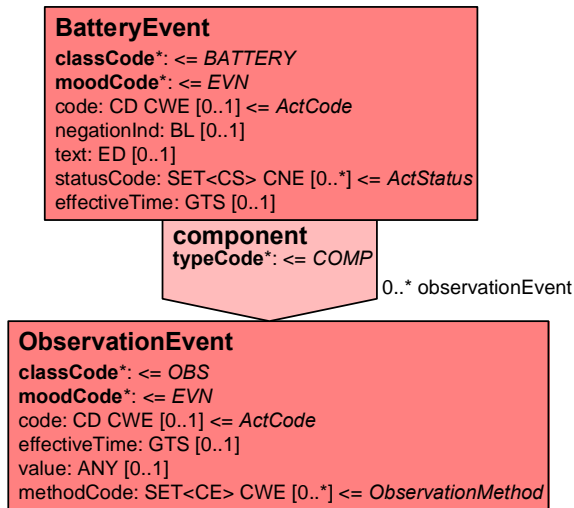 BatteryEvent
classCode*: <= BATTERY
moodCode*: <= EVN
code: CD CWE [0..1] <= ActCode
negationInd: BL [0..1]
text: ED [0..1]
statusCode: SET<CS> CNE [0..*] <= ActStatus
effectiveTime: GTS [0..1]
component
typeCode*: <= COMP
0..* observationEvent
ObservationEvent
classCode*: <= OBS
moodCode*: <= EVN
code: CD CWE [0..1] <= ActCode
effectiveTime: GTS [0..1]
value: ANY [0..1]
methodCode: SET<CE> CWE [0..*] <= ObservationMethod